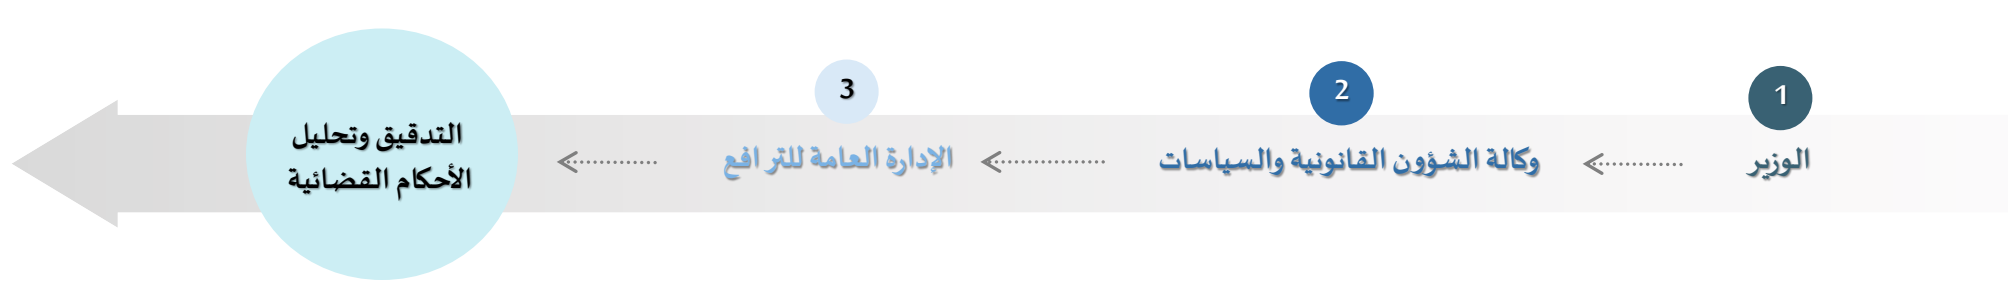 1
الوزير
2
وكالة الشؤون القانونية والسياسات
3
الإدارة العامة للترافع
التدقيق وتحليل
الأحكام القضائية